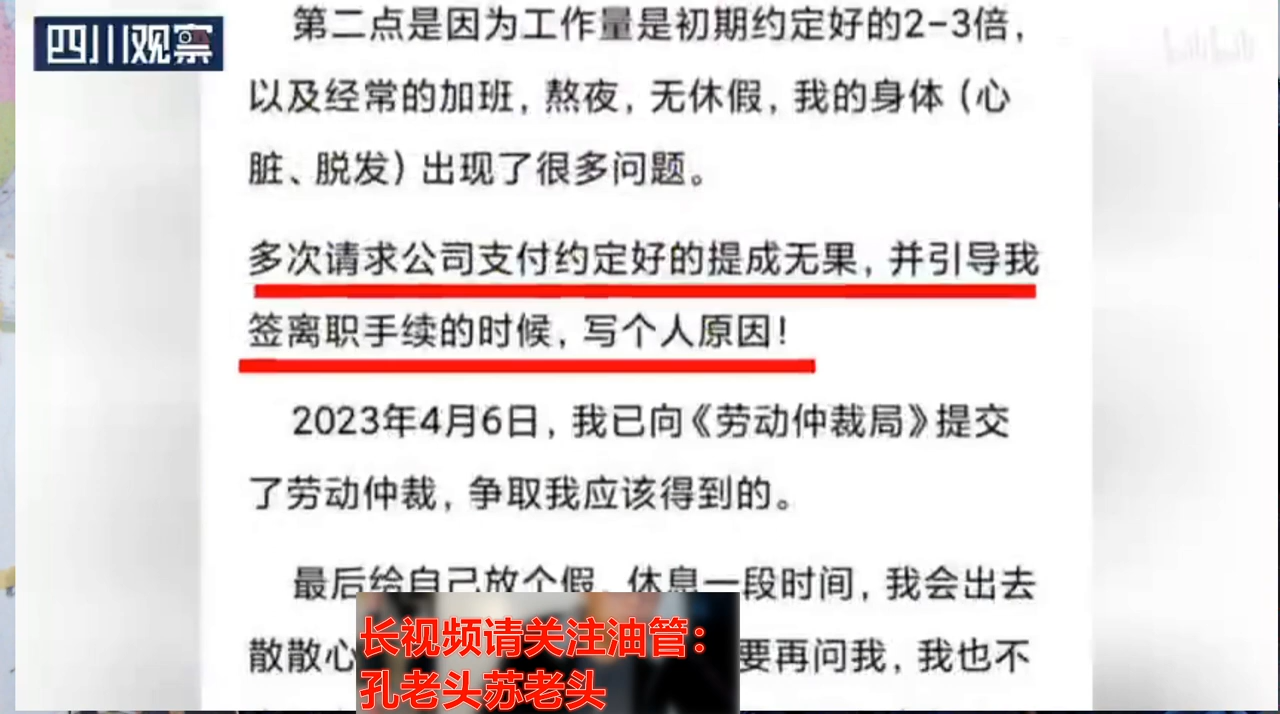 四川观察
bilibili
第二点是因为工作量是初期约定好的2-3倍，
以及经常的加班，熬夜，无休假，我的身体（心
脏、脱发）出现了很多问题。
多次请求公司支付约定好的提成无果，并引导我
签离职手续的时候，写个人原因！
2023年4月6日，我已向《劳动仲裁局》提交
了劳动仲裁，争取我应该得到的。
最后给自己放个假，休息一段时间，我会出去
散散心
要再问我，我也不
长视频请关注油管：
孔老头苏老头